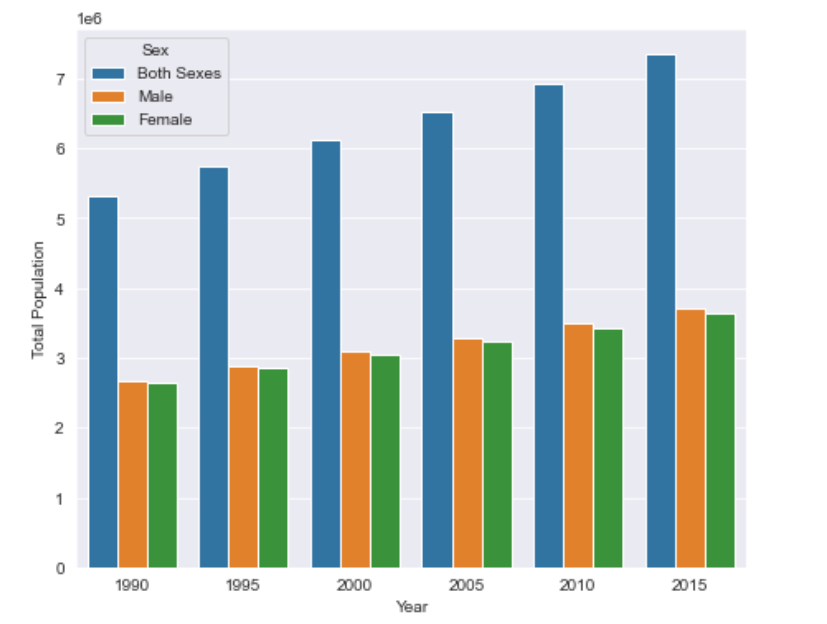 1e6
Sex
Both Sexes
Male
Female
7
6
5
4
3
2
1
0
Total Population
1990 1995 2000 2005 2010 2015
Year